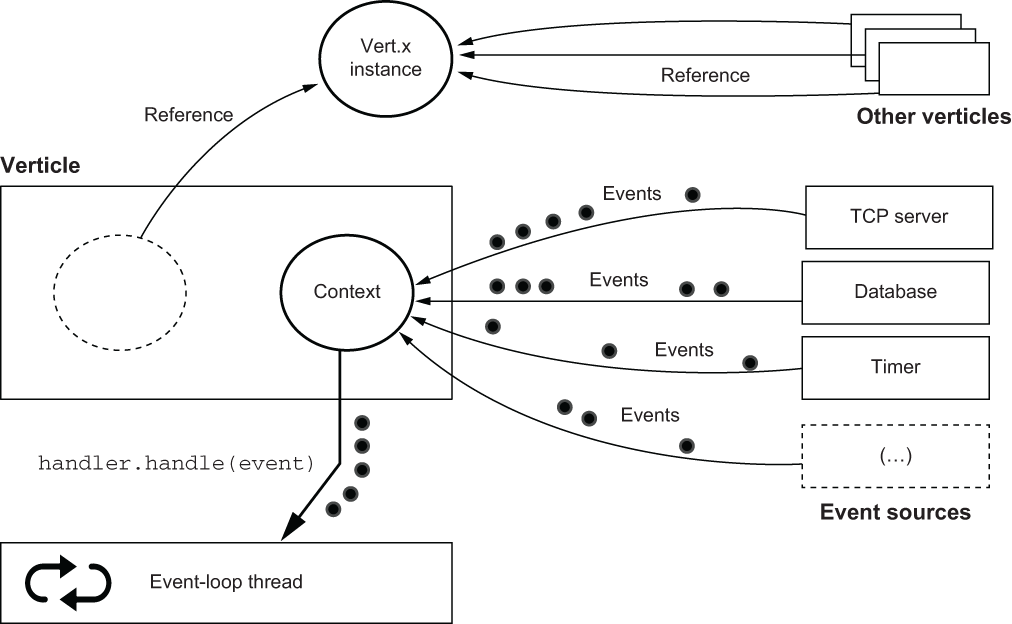 Vert.x
instance
Reference
Other verticles
Reference
Verticle
Events
TCP server
Context
Events
Database
Events
Timer
Events
(...)
Event sources
handler.handle(event)
Event-loop thread